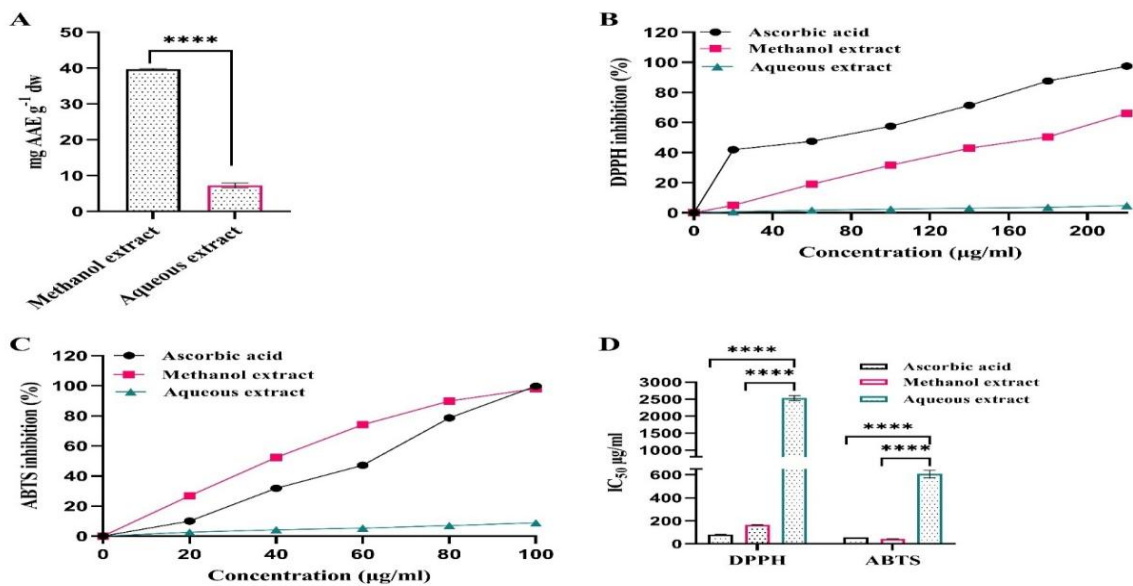 A
****
50
40
30
20
10
0
mg AAE g-1 dw
Methanol extract
Aqueous extract
B
Ascorbic acid
Methanol extract
Aqueous extract
120
100
80
60
40
20
0
DPPH inhibition (%)
0 40 80 120 160 200
Concentration (μg/ml)
C
Ascorbic acid
Methanol extract
Aqueous extract
120
100
80
60
40
20
0
ABTS inhibition (%)
0 20 40 60 80 100
Concentration (μg/ml)
D
Ascorbic acid
Methanol extract
Aqueous extract
****
****
****
****
3000
2500
2000
1500
1000
600
400
200
0
IC50 μg/ml
DPPH ABTS